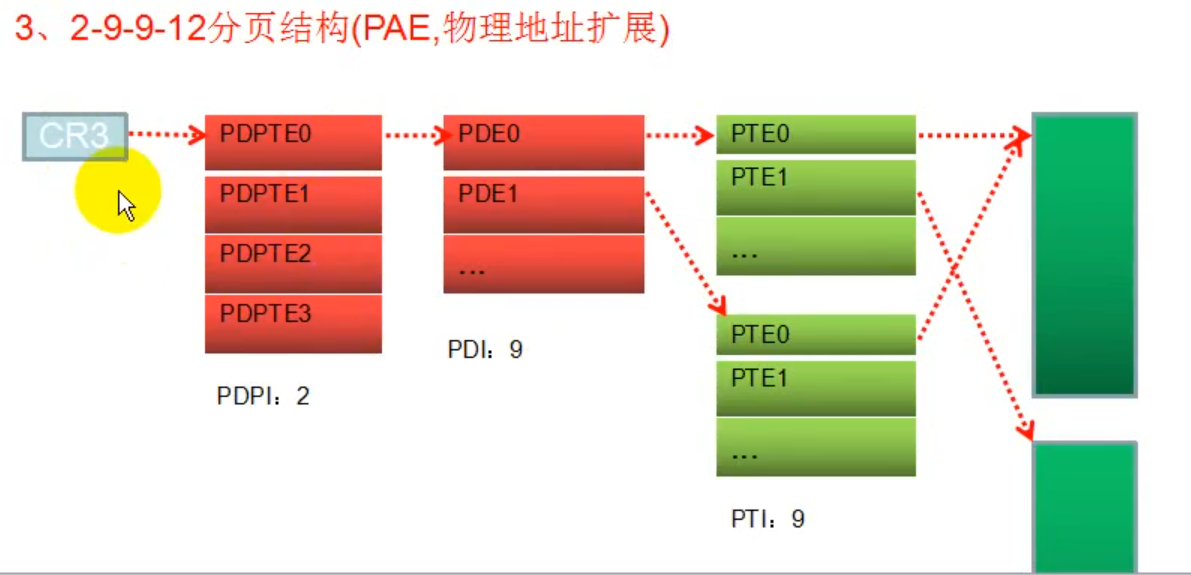 3、2-9-9-12分页结构(PAE,物理地址扩展)
CR3
PDPTE0
PDPTE1
PDPTE2
PDPTE3
PDPI：2
PDE0
PDE1
...
PDI：9
PTE0
PTE1
...
PTE0
PTE1
...
PTI：9